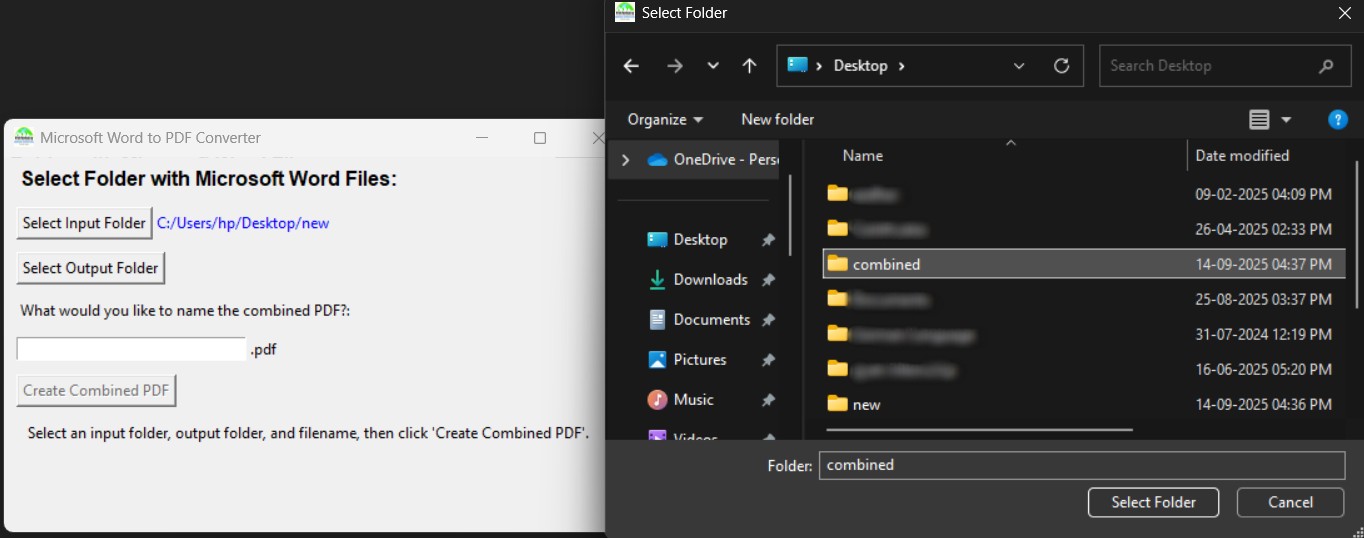 Microsoft Word to PDF Converter
Select Folder with Microsoft Word Files:
Select Input Folder C:/Users/hp/Desktop/new
Select Output Folder
What would you like to name the combined PDF?:
.pdf
Create Combined PDF
Select an input folder, output folder, and filename, then click 'Create Combined PDF'.
Select Folder
Desktop
Search Desktop
Organize New folder
?
OneDrive - Pers
Desktop
Downloads
Documents
Pictures
Music
Videos
Name Date modified
09-02-2025 04:09 PM
26-04-2025 02:33 PM
combined 14-09-2025 04:37 PM
25-08-2025 03:37 PM
31-07-2024 12:19 PM
16-06-2025 05:20 PM
new 14-09-2025 04:36 PM
Folder: combined
Select Folder Cancel